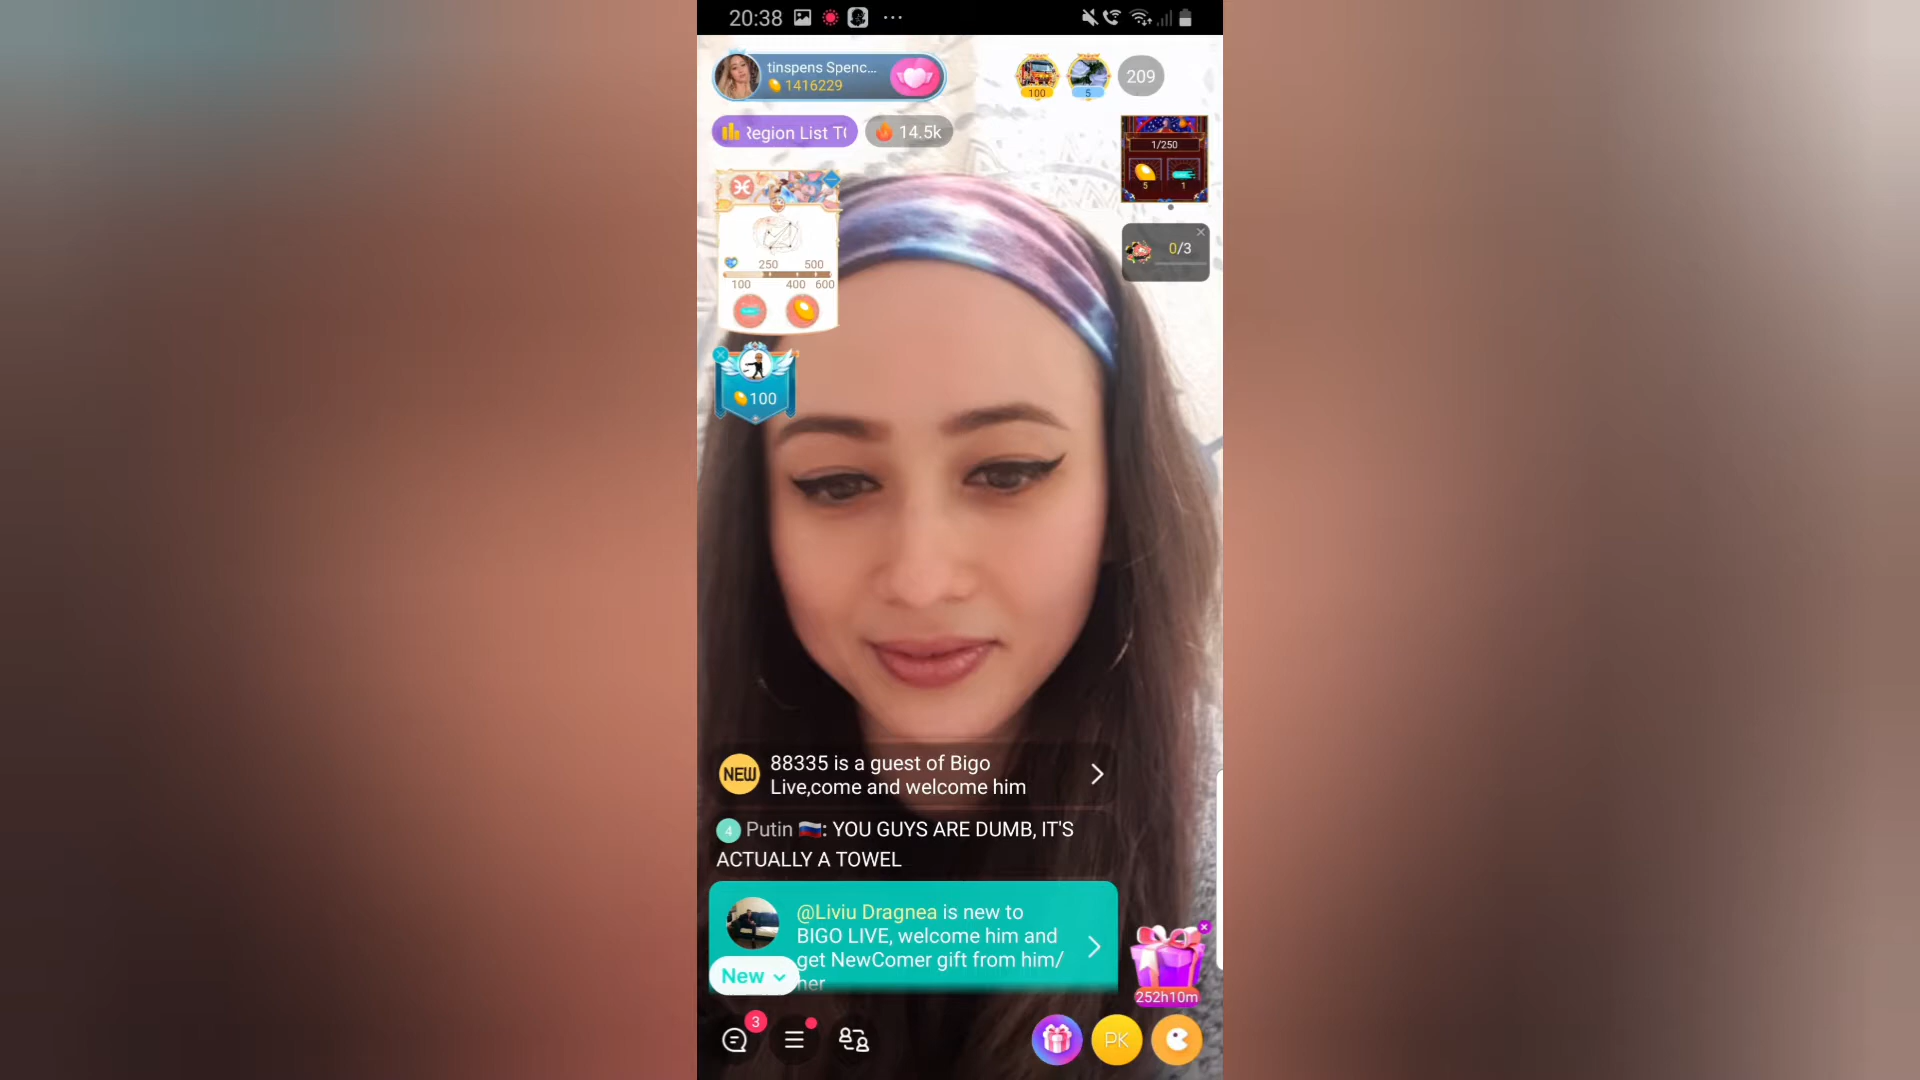 20:38
tinspens Spenc...
1416229
100
5
209
Region List TO
14.5k
1/250
5
1
0/3
250
500
100
400
600
100
NEW
88335 is a guest of Bigo
Live,come and welcome him
4 Putin 🇷🇺: YOU GUYS ARE DUMB, IT'S
ACTUALLY A TOWEL
@Liviu Dragnea is new to
BIGO LIVE, welcome him and
get NewComer gift from him/
her
New
252h10m
3
PK